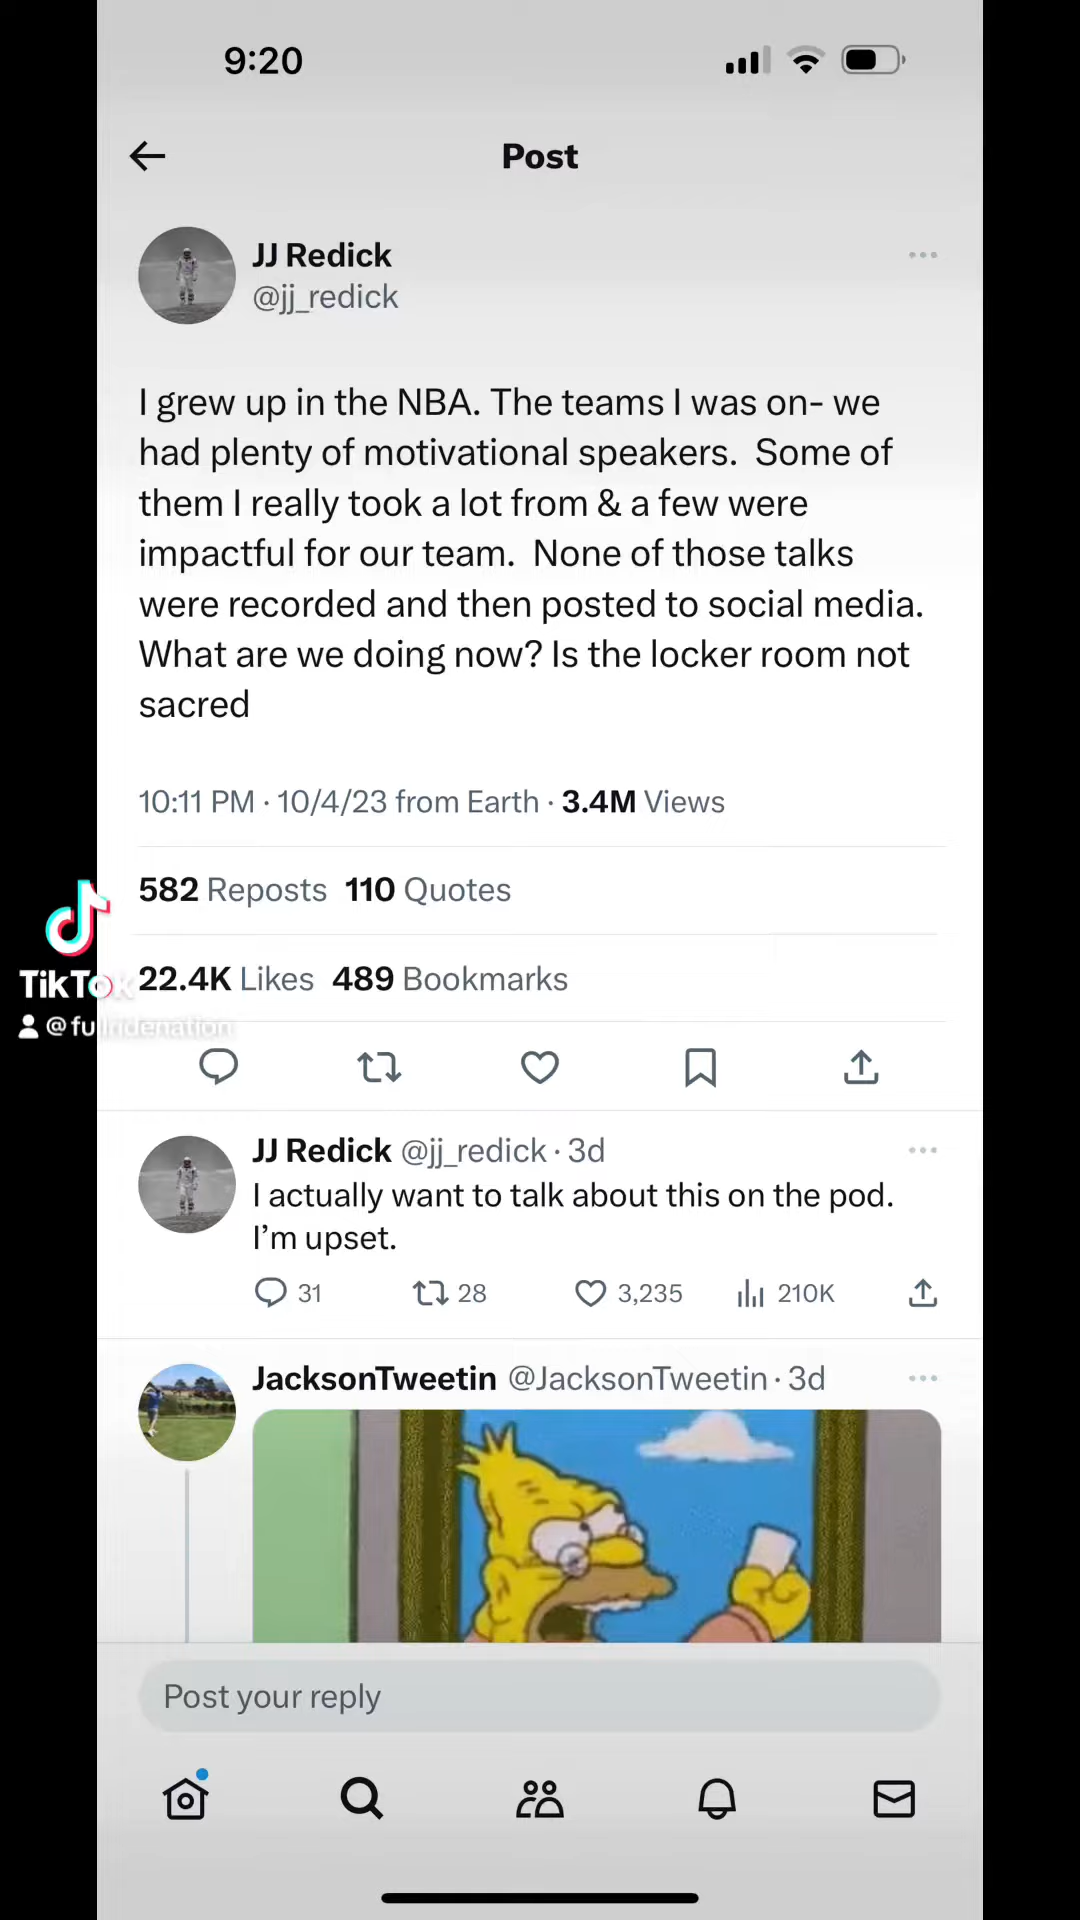 9:20
Post
JJ Redick
@jj_redick
I grew up in the NBA. The teams I was on- we
had plenty of motivational speakers.  Some of
them I really took a lot from & a few were
impactful for our team.  None of those talks
were recorded and then posted to social media.
What are we doing now? Is the locker room not
sacred
10:11 PM · 10/4/23 from Earth · 3.4M Views
582 Reposts 110 Quotes
TikTok
22.4K Likes 489 Bookmarks
@fullridenation
JJ Redick @jj_redick · 3d
I actually want to talk about this on the pod.
I’m upset.
31 28 3,235 210K
JacksonTweetin @JacksonTweetin · 3d
Post your reply